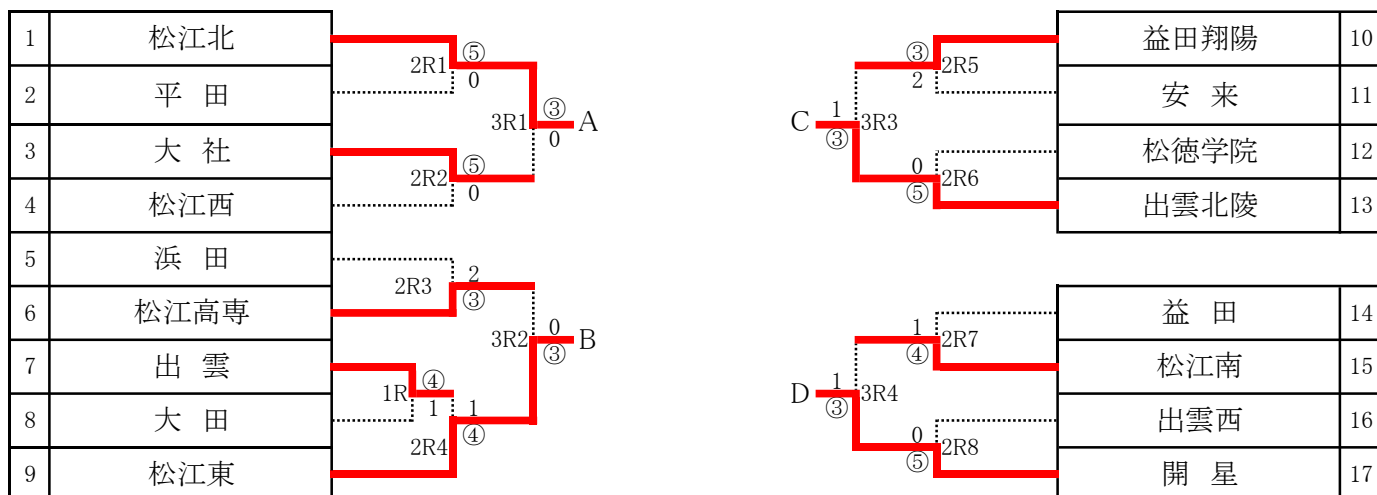 1 松江北
2 平 田
3 大 社
4 松江西
5 浜 田
6 松江高専
7 出 雲
8 大 田
9 松江東
2R1 ⑤ 0
2R2 ⑤ 0
3R1 ③ 0 A
2R3 2 ③
1R ④ 1
2R4 1 ④
3R2 0 ③ B
益田翔陽 10
安 来 11
松徳学院 12
出雲北陵 13
③ 2 2R5
0 ⑤ 2R6
C 1 ③ 3R3
益 田 14
松江南 15
出雲西 16
開 星 17
1 ④ 2R7
0 ⑤ 2R8
D 1 ③ 3R4